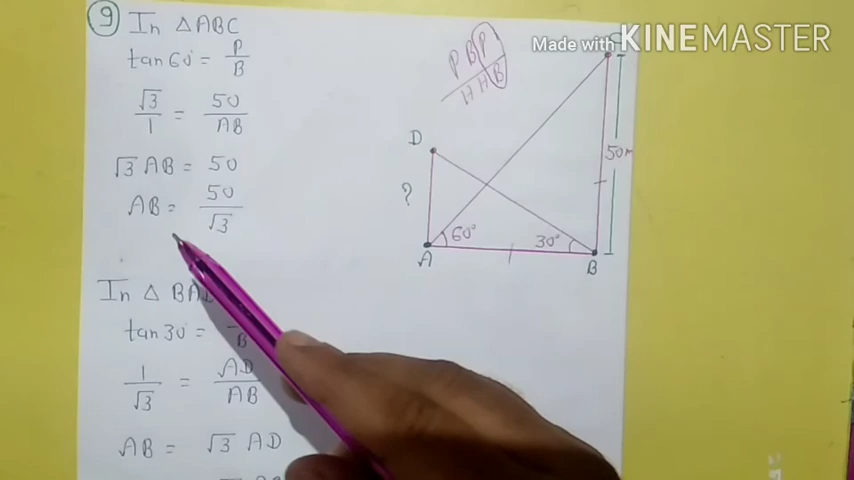 9 In △ABC
tan 60° = P/B
√3/1 = 50/AB
√3 AB = 50
AB = 50/√3
In △ BAD
tan 30° = /B
1/√3 = AD/AB
AB = √3 AD
P B P
H H B
Made with KINEMASTER
D
50m
?
60°
30°
A
B